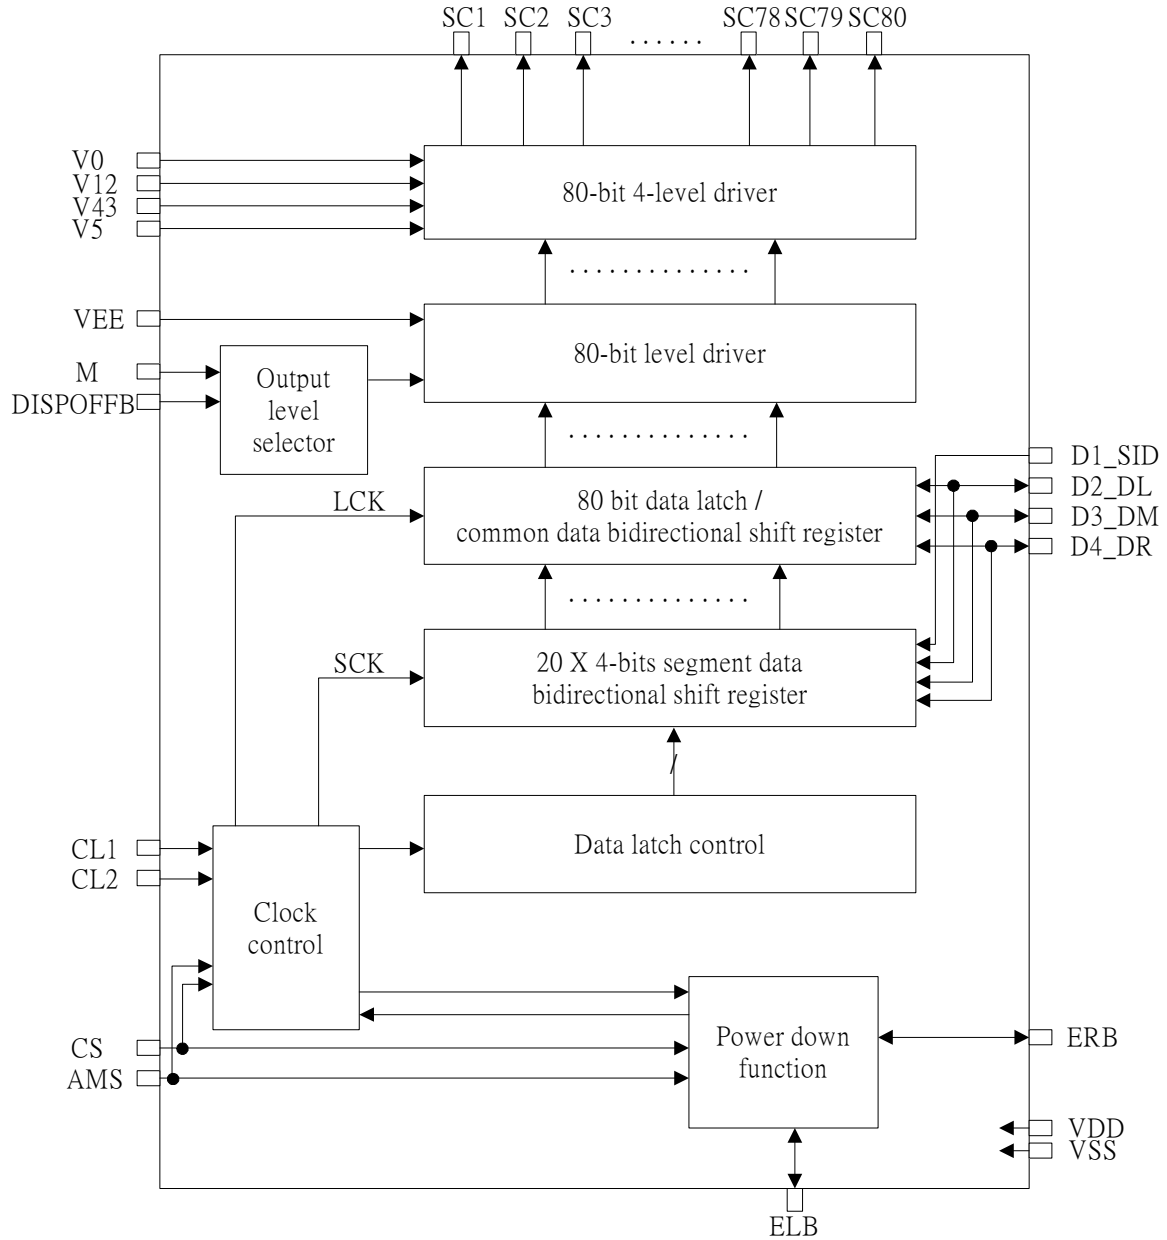 SC1 SC2 SC3 ...... SC78 SC79 SC80
V0
V12
V43
V5
80-bit 4-level driver
..............
VEE
80-bit level driver
M
DISPOFFB
Output
level
selector
..............
D1_SID
D2_DL
D3_DM
D4_DR
LCK
80 bit data latch /
common data bidirectional shift register
..............
SCK
20 X 4-bits segment data
bidirectional shift register
/
CL1
CL2
Data latch control
Clock
control
CS
AMS
Power down
function
ERB
VDD
VSS
ELB